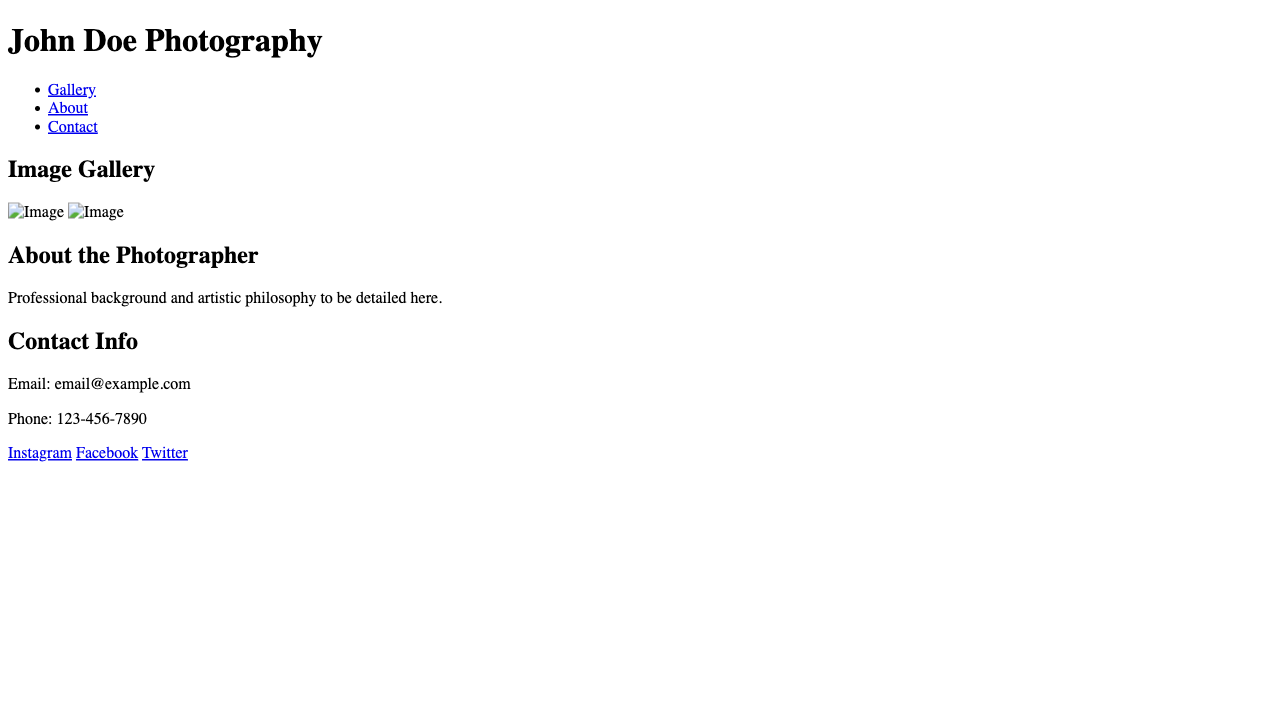 John Doe Photography
Gallery
About
Contact
Image Gallery
Image Image
About the Photographer
Professional background and artistic philosophy to be detailed here.
Contact Info
Email: email@example.com
Phone: 123-456-7890
Instagram Facebook Twitter